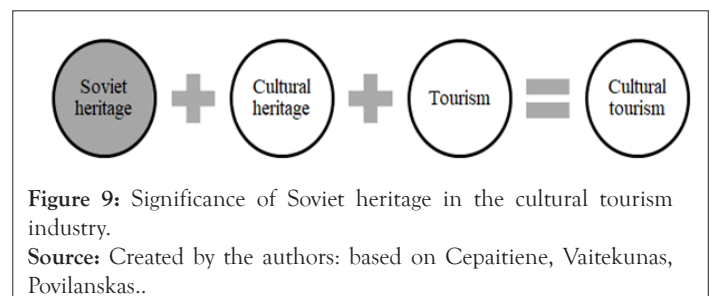 Soviet heritage
Cultural heritage
Tourism
Cultural tourism
Figure 9: Significance of Soviet heritage in the cultural tourism
industry.
Source: Created by the authors: based on Cepaitiene, Vaitekunas,
Povilanskas..